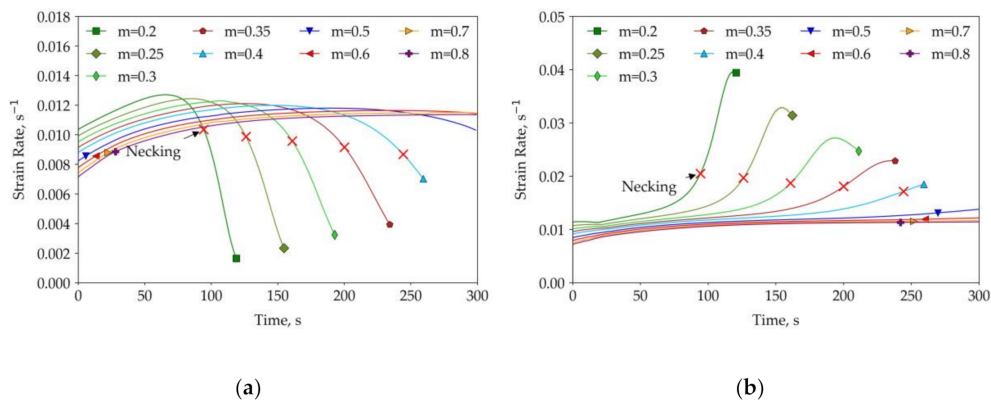 0.018
0.016
0.014
0.012
0.010
0.008
0.006
0.004
0.002
0.000
Strain Rate, s⁻¹
m=0.2 m=0.35 m=0.5 m=0.7
m=0.25 m=0.4 m=0.6 m=0.8
m=0.3
Necking
0 50 100 150 200 250 300
Time, s
(a)
0.05
0.04
0.03
0.02
0.01
0.00
Strain Rate, s⁻¹
m=0.2 m=0.35 m=0.5 m=0.7
m=0.25 m=0.4 m=0.6 m=0.8
m=0.3
Necking
0 50 100 150 200 250 300
Time, s
(b)